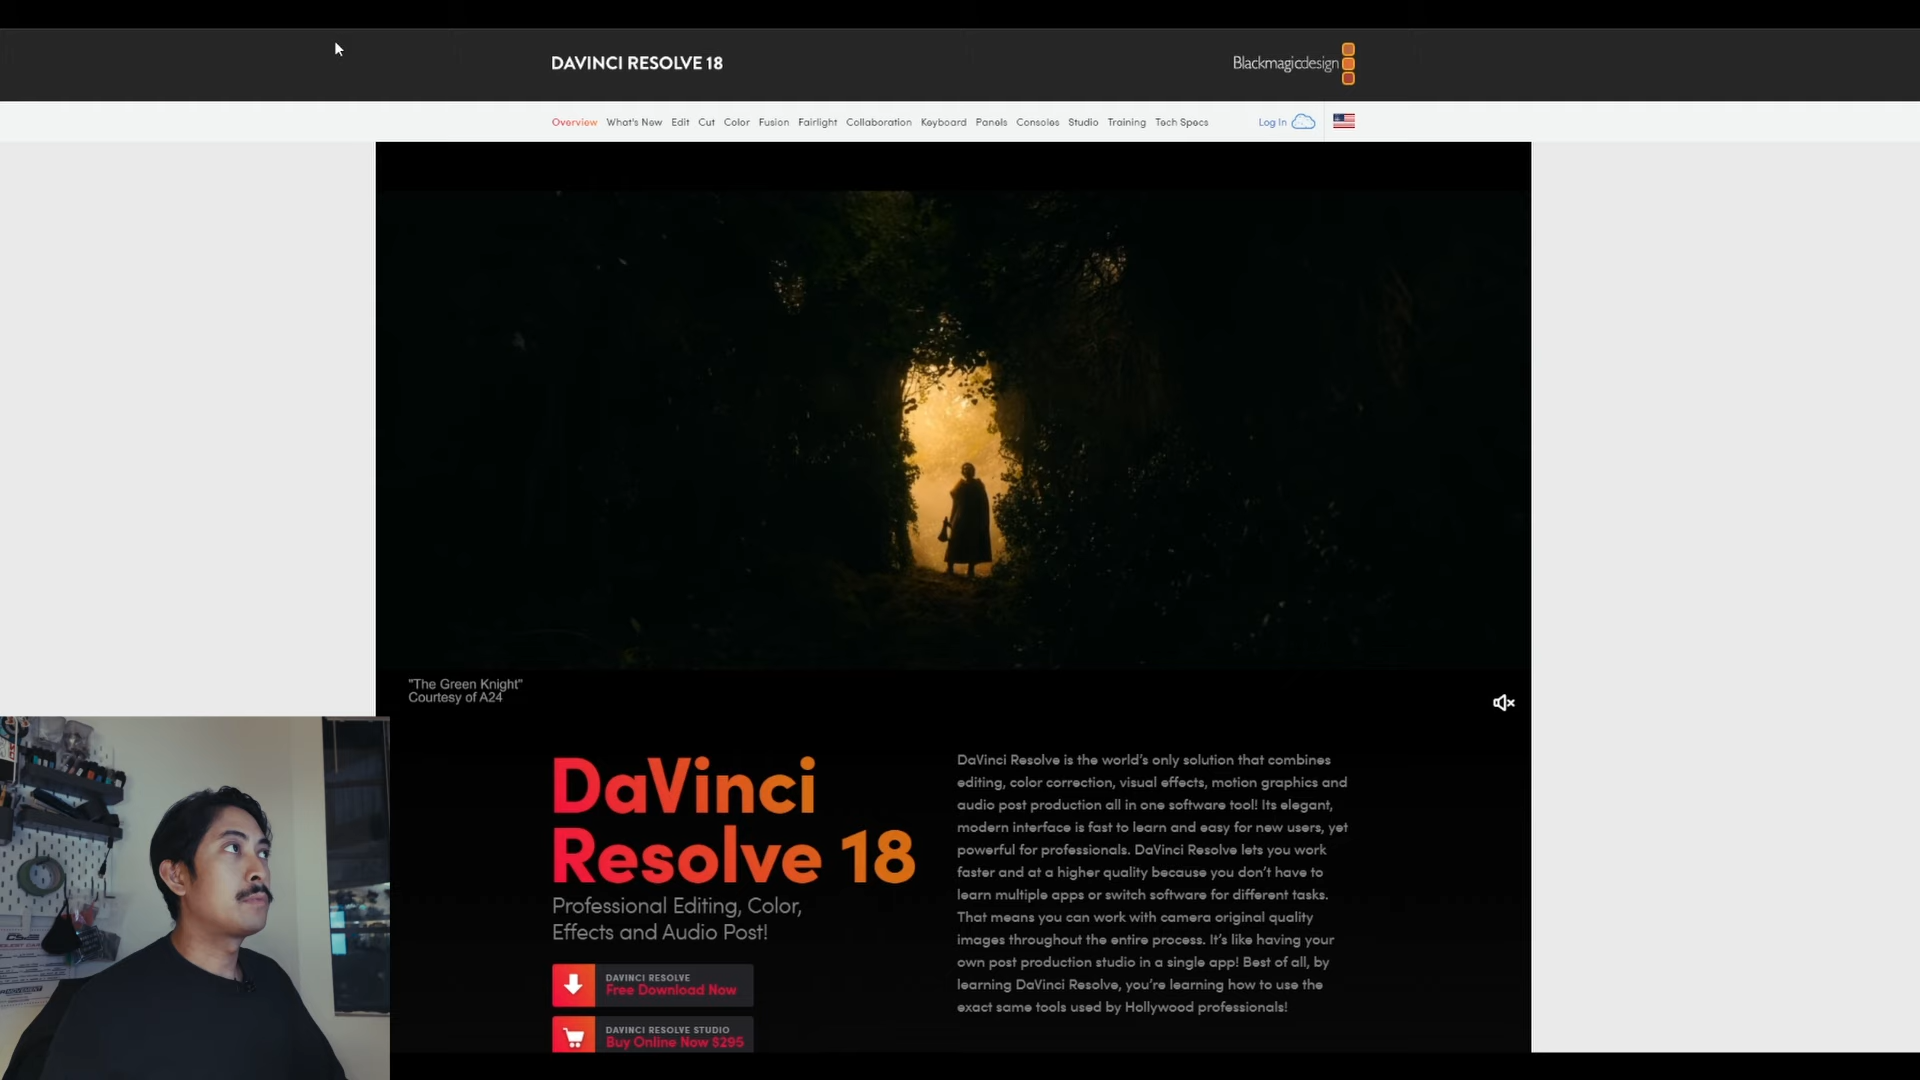 DAVINCI RESOLVE 18
Blackmagicdesign
Overview What's New Edit Cut Color Fusion Fairlight Collaboration Keyboard Panels Consoles Studio Training Tech Specs Log In
"The Green Knight"
Courtesy of A24
DaVinci
Resolve 18
Professional Editing, Color,
Effects and Audio Post!
DAVINCI RESOLVE
Free Download Now
DAVINCI RESOLVE STUDIO
Buy Online Now $295
DaVinci Resolve is the world's only solution that combines
editing, color correction, visual effects, motion graphics and
audio post production all in one software tool! Its elegant,
modern interface is fast to learn and easy for new users, yet
powerful for professionals. DaVinci Resolve lets you work
faster and at a higher quality because you don't have to
learn multiple apps or switch software for different tasks.
That means you can work with camera original quality
images throughout the entire process. It's like having your
own post production studio in a single app! Best of all, by
learning DaVinci Resolve, you're learning how to use the
exact same tools used by Hollywood professionals!